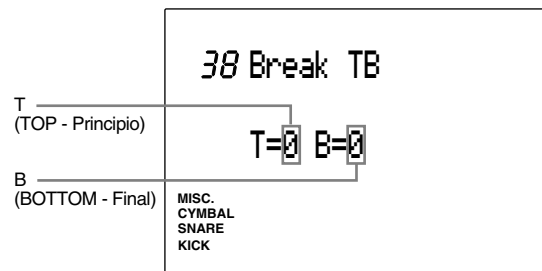 38 Break TB
T
(TOP - Principio)
T=0 B=0
B
(BOTTOM - Final)
MISC.
CYMBAL
SNARE
KICK